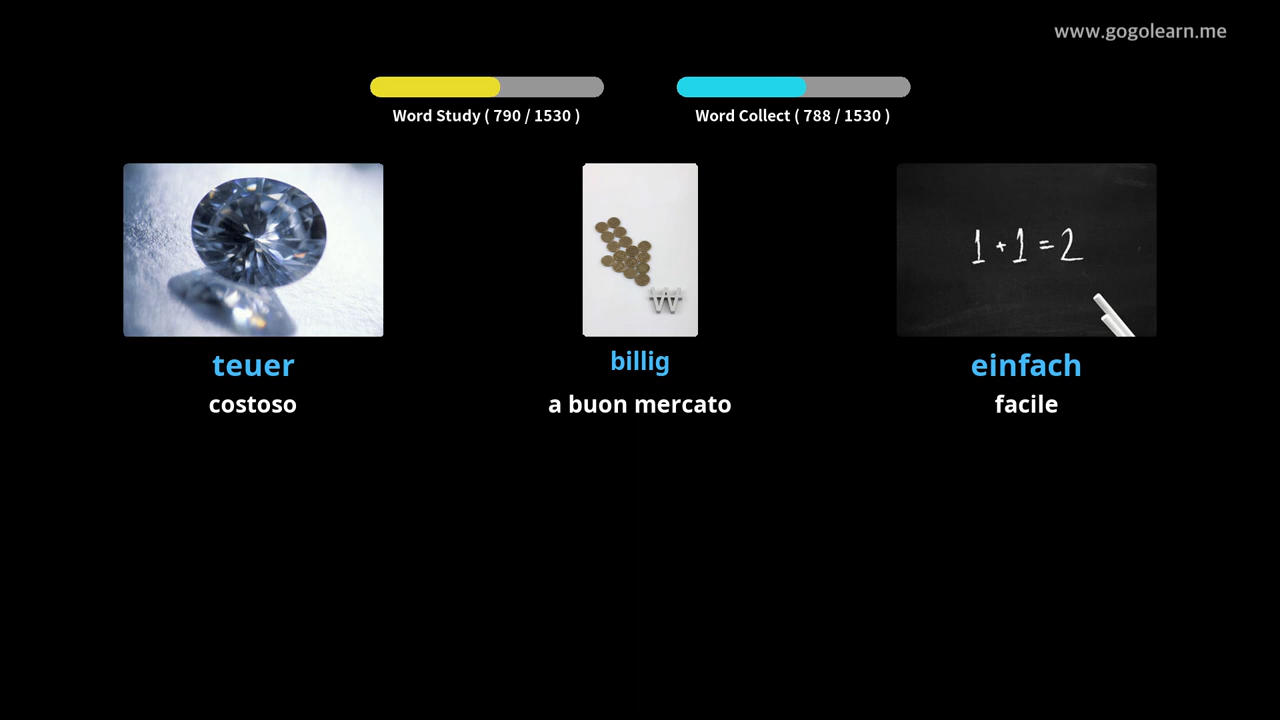 www.gogolearn.me
Word Study ( 790 / 1530 )
Word Collect ( 788 / 1530 )
1 + 1 = 2
₩
teuer
billig
einfach
costoso
a buon mercato
facile